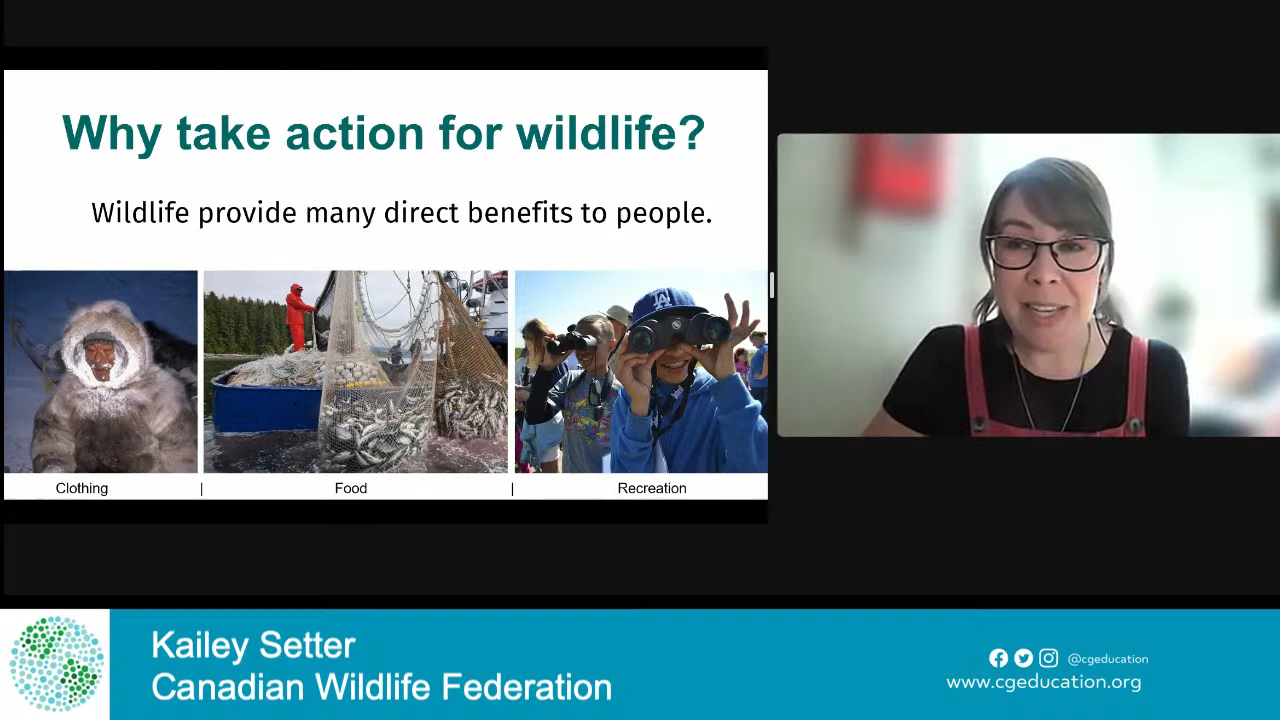 Why take action for wildlife?
Wildlife provide many direct benefits to people.
LA
Clothing | Food | Recreation
Kailey Setter
Canadian Wildlife Federation
@cgeducation
www.cgeducation.org